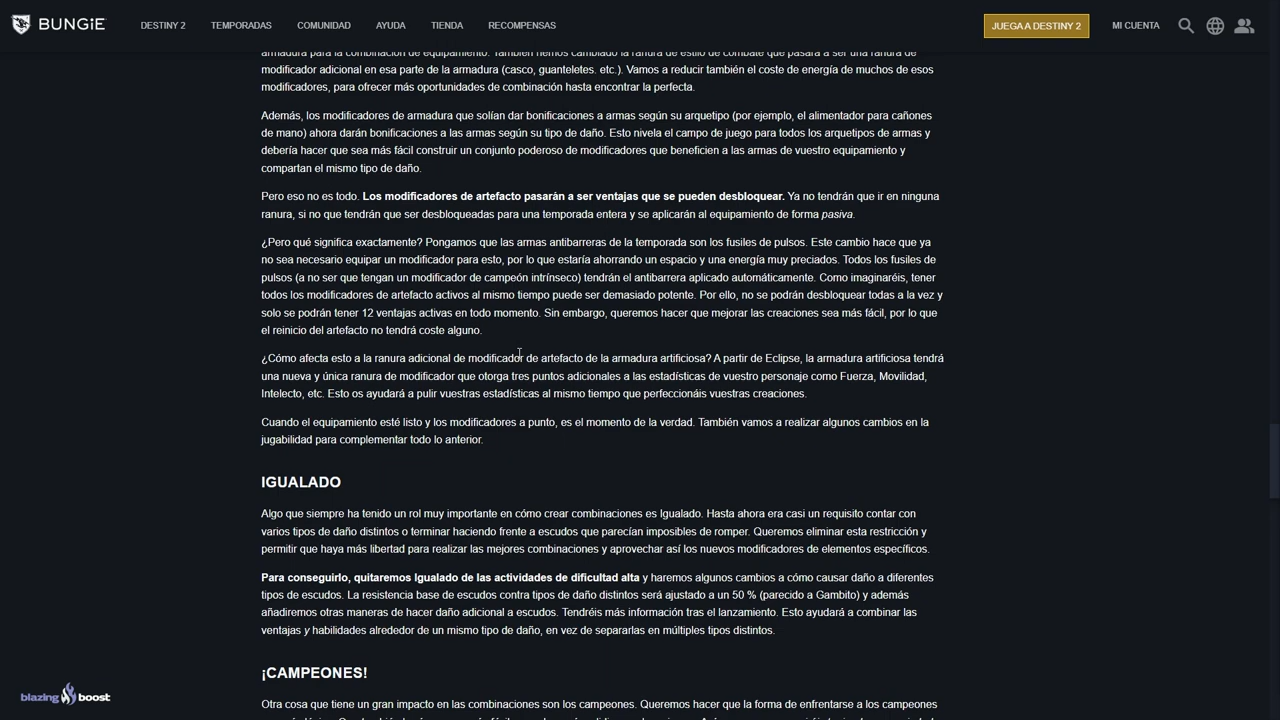 BUNGiE
DESTINY 2
TEMPORADAS
COMUNIDAD
AYUDA
TIENDA
RECOMPENSAS
JUEGA A DESTINY 2
MI CUENTA
armadura para la combinación de equipamiento. También hemos cambiado la ranura de estilo de combate que pasará a ser una ranura de
modificador adicional en esa parte de la armadura (casco, guanteletes. etc.). Vamos a reducir también el coste de energía de muchos de esos
modificadores, para ofrecer más oportunidades de combinación hasta encontrar la perfecta.
Además, los modificadores de armadura que solían dar bonificaciones a armas según su arquetipo (por ejemplo, el alimentador para cañones
de mano) ahora darán bonificaciones a las armas según su tipo de daño. Esto nivela el campo de juego para todos los arquetipos de armas y
debería hacer que sea más fácil construir un conjunto poderoso de modificadores que beneficien a las armas de vuestro equipamiento y
compartan el mismo tipo de daño.
Pero eso no es todo. Los modificadores de artefacto pasarán a ser ventajas que se pueden desbloquear. Ya no tendrán que ir en ninguna
ranura, si no que tendrán que ser desbloqueadas para una temporada entera y se aplicarán al equipamiento de forma pasiva.
¿Pero qué significa exactamente? Pongamos que las armas antibarreras de la temporada son los fusiles de pulsos. Este cambio hace que ya
no sea necesario equipar un modificador para esto, por lo que estaría ahorrando un espacio y una energía muy preciados. Todos los fusiles de
pulsos (a no ser que tengan un modificador de campeón intrínseco) tendrán el antibarrera aplicado automáticamente. Como imaginaréis, tener
todos los modificadores de artefacto activos al mismo tiempo puede ser demasiado potente. Por ello, no se podrán desbloquear todas a la vez y
solo se podrán tener 12 ventajas activas en todo momento. Sin embargo, queremos hacer que mejorar las creaciones sea más fácil, por lo que
el reinicio del artefacto no tendrá coste alguno.
¿Cómo afecta esto a la ranura adicional de modificador de artefacto de la armadura artificiosa? A partir de Eclipse, la armadura artificiosa tendrá
una nueva y única ranura de modificador que otorga tres puntos adicionales a las estadísticas de vuestro personaje como Fuerza, Movilidad,
Intelecto, etc. Esto os ayudará a pulir vuestras estadísticas al mismo tiempo que perfeccionáis vuestras creaciones.
Cuando el equipamiento esté listo y los modificadores a punto, es el momento de la verdad. También vamos a realizar algunos cambios en la
jugabilidad para complementar todo lo anterior.
IGUALADO
Algo que siempre ha tenido un rol muy importante en cómo crear combinaciones es Igualado. Hasta ahora era casi un requisito contar con
varios tipos de daño distintos o terminar haciendo frente a escudos que parecían imposibles de romper. Queremos eliminar esta restricción y
permitir que haya más libertad para realizar las mejores combinaciones y aprovechar así los nuevos modificadores de elementos específicos.
Para conseguirlo, quitaremos Igualado de las actividades de dificultad alta y haremos algunos cambios a cómo causar daño a diferentes
tipos de escudos. La resistencia base de escudos contra tipos de daño distintos será ajustado a un 50 % (parecido a Gambito) y además
añadiremos otras maneras de hacer daño adicional a escudos. Tendréis más información tras el lanzamiento. Esto ayudará a combinar las
ventajas y habilidades alrededor de un mismo tipo de daño, en vez de separarlas en múltiples tipos distintos.
¡CAMPEONES!
Otra cosa que tiene un gran impacto en las combinaciones son los campeones. Queremos hacer que la forma de enfrentarse a los campeones
blazing boost